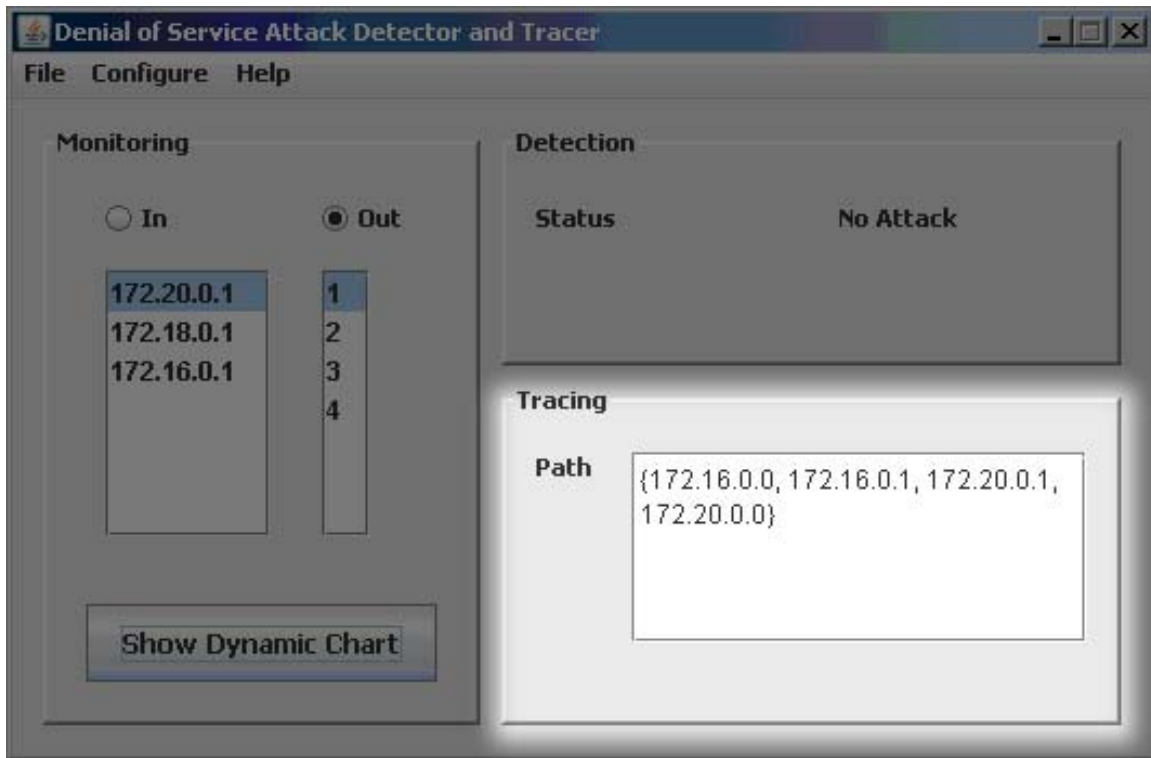 Denial of Service Attack Detector and Tracer
File Configure Help
Monitoring
In Out
172.20.0.1
172.18.0.1
172.16.0.1
1
2
3
4
Show Dynamic Chart
Detection
Status No Attack
Tracing
Path
{172.16.0.0, 172.16.0.1, 172.20.0.1,
172.20.0.0}